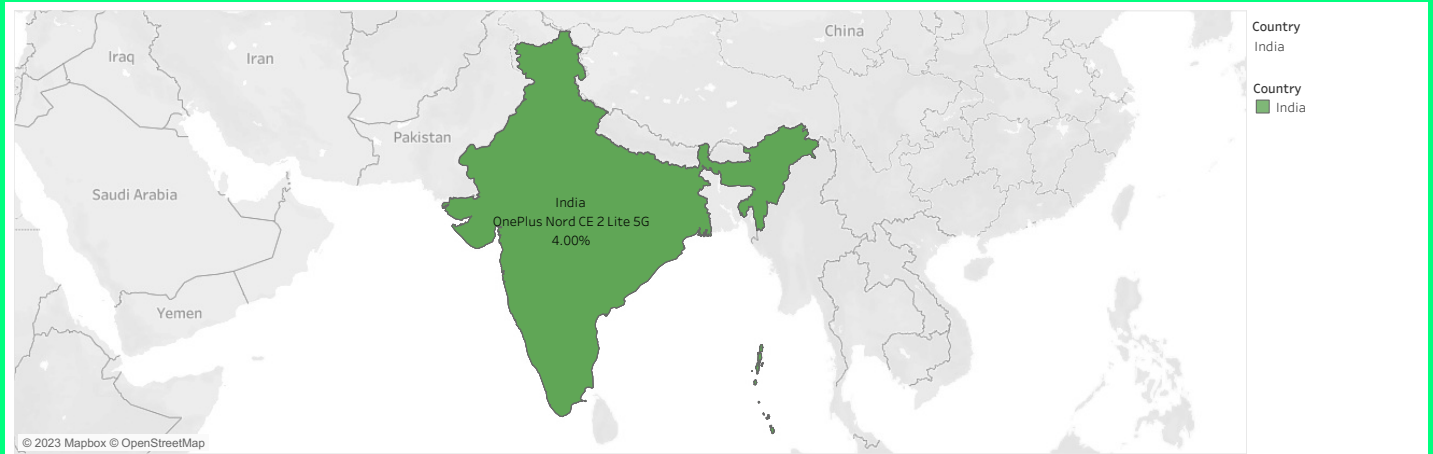 China
Iraq
Iran
Pakistan
Saudi Arabia
Yemen
India
OnePlus Nord CE 2 Lite 5G
4.00%
© 2023 Mapbox © OpenStreetMap
Country
India
Country
India